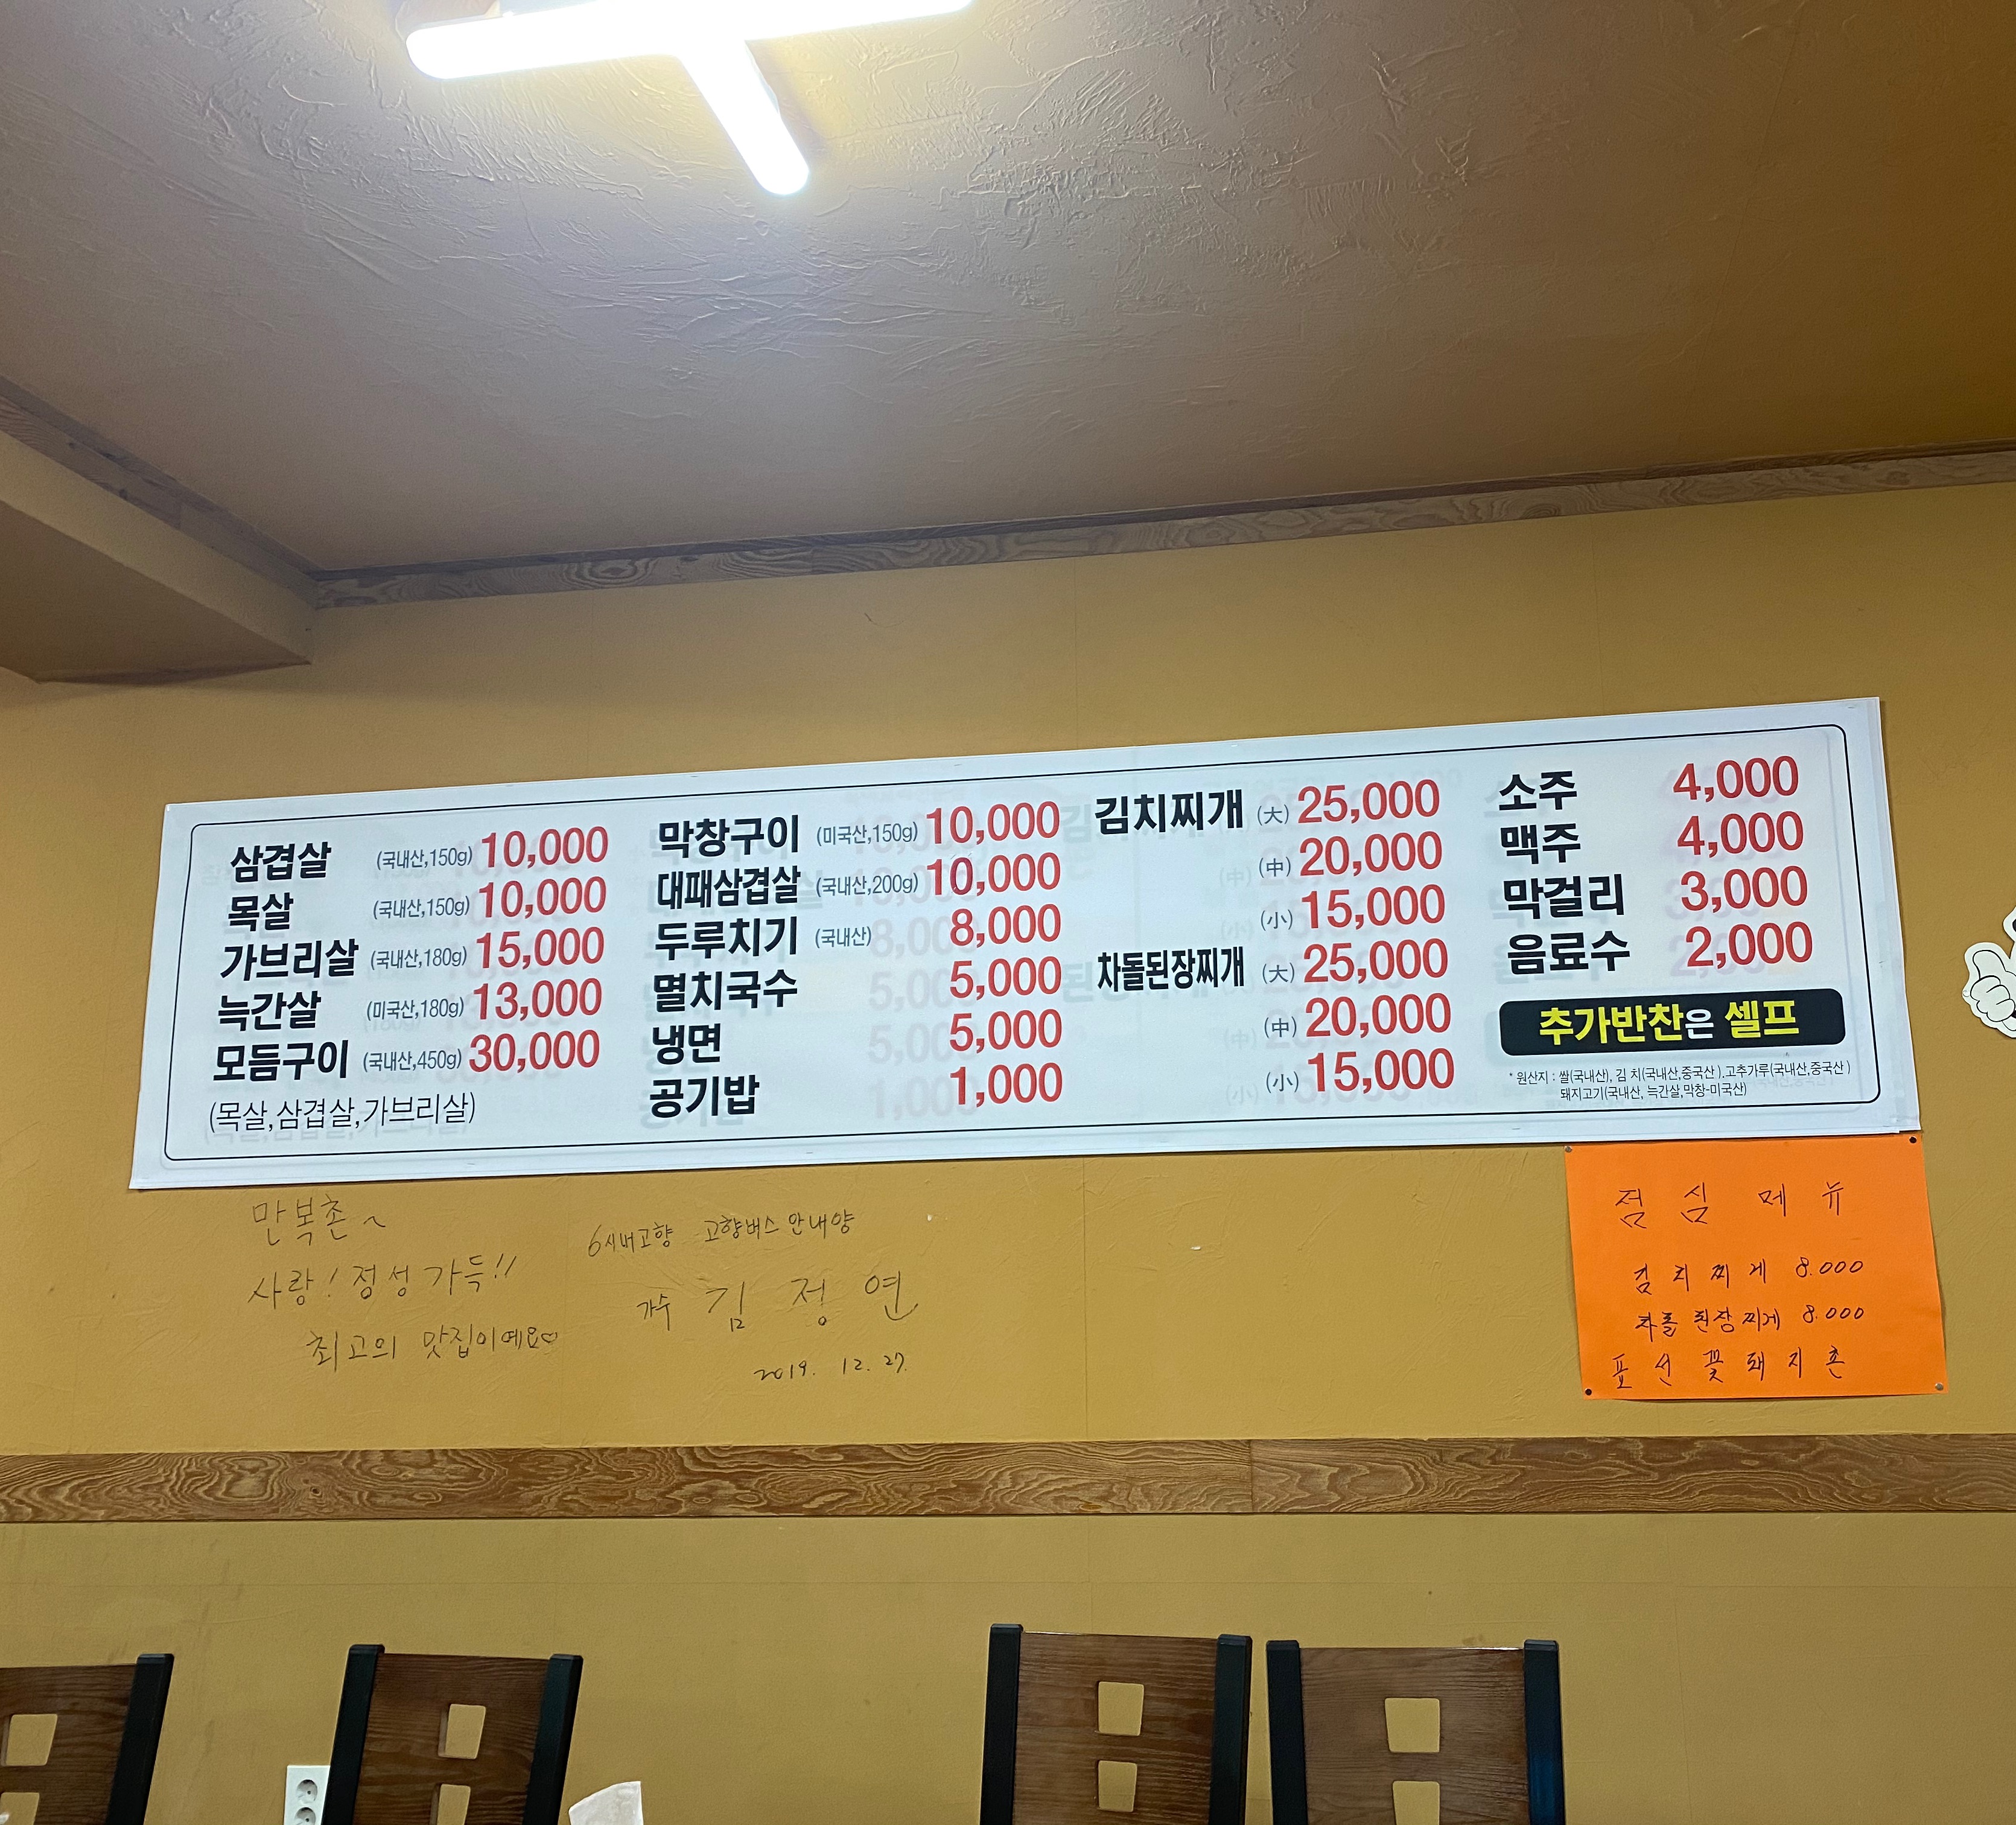 삼겹살 (국내산,150g) 10,000
목살 (국내산,150g) 10,000
가브리살 (국내산,180g) 15,000
늑간살 (미국산,180g) 13,000
모듬구이 (국내산,450g) 30,000
(목살,삼겹살,가브리살)
막창구이 (미국산,150g) 10,000
대패삼겹살 (국내산,200g) 10,000
두루치기 (국내산) 8,000
멸치국수 5,000
냉면 5,000
공기밥 1,000
김치찌개 (大) 25,000
(中) 20,000
(小) 15,000
차돌된장찌개 (大) 25,000
(中) 20,000
(小) 15,000
소주 4,000
맥주 4,000
막걸리 3,000
음료수 2,000
추가반찬은 셀프
* 원산지 : 쌀(국내산), 김 치(국내산,중국산 ).고추가루(국내산,중국산 )
돼지고기(국내산, 늑간살,막창-미국산)
만복촌~
사랑! 정성 가득!!
최고의 맛집이예요♡
6시내고향 고향버스 안내양
가수 김정연
2019. 12. 27.
점심메뉴
김치찌게 8.000
차돌된장찌게 8.000
표선꽃돼지촌